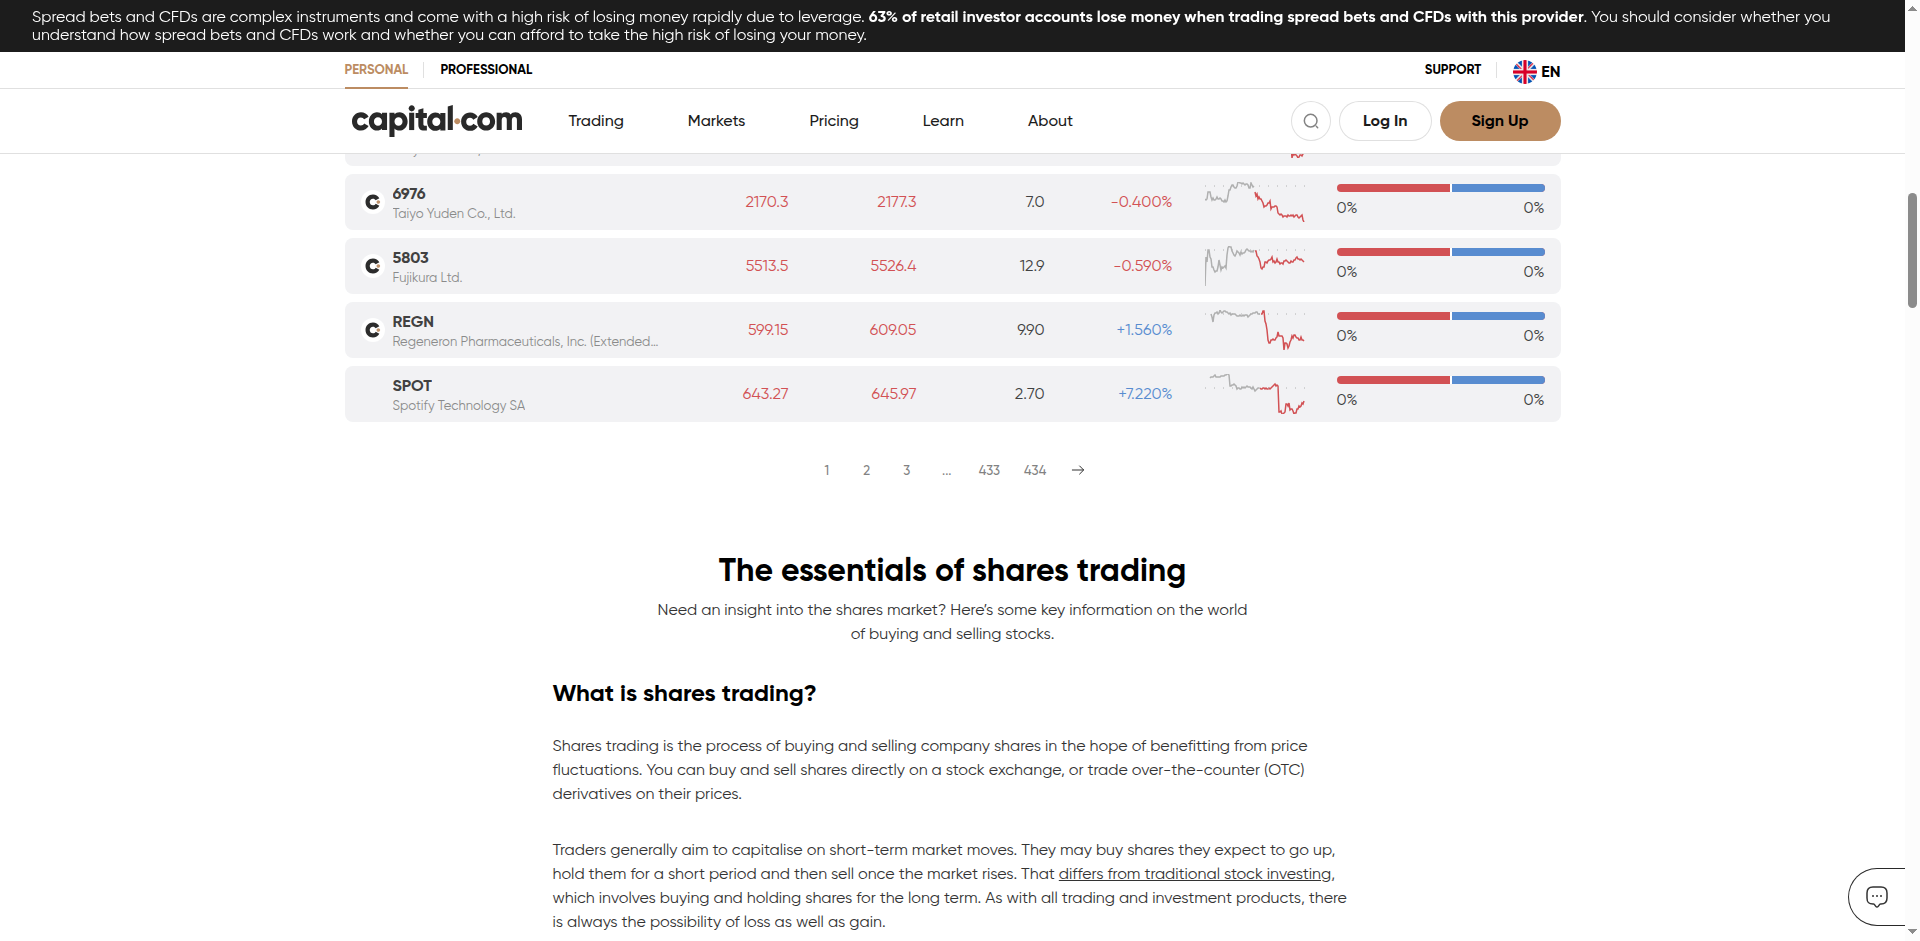 Spread bets and CFDs are complex instruments and come with a high risk of losing money rapidly due to leverage. 63% of retail investor accounts lose money when trading spread bets and CFDs with this provider. You should consider whether you
understand how spread bets and CFDs work and whether you can afford to take the high risk of losing your money.
PERSONAL PROFESSIONAL SUPPORT EN
capital.com Trading Markets Pricing Learn About Log In Sign Up
6976 2170.3 2177.3 7.0 -0.400% 0% 0%
Taiyo Yuden Co., Ltd.
5803 5513.5 5526.4 12.9 -0.590% 0% 0%
Fujikura Ltd.
REGN 599.15 609.05 9.90 +1.560% 0% 0%
Regeneron Pharmaceuticals, Inc. (Extended...
SPOT 643.27 645.97 2.70 +7.220% 0% 0%
Spotify Technology SA
1 2 3 ... 433 434
The essentials of shares trading
Need an insight into the shares market? Here's some key information on the world
of buying and selling stocks.
What is shares trading?
Shares trading is the process of buying and selling company shares in the hope of benefitting from price
fluctuations. You can buy and sell shares directly on a stock exchange, or trade over-the-counter (OTC)
derivatives on their prices.
Traders generally aim to capitalise on short-term market moves. They may buy shares they expect to go up,
hold them for a short period and then sell once the market rises. That differs from traditional stock investing,
which involves buying and holding shares for the long term. As with all trading and investment products, there
is always the possibility of loss as well as gain.